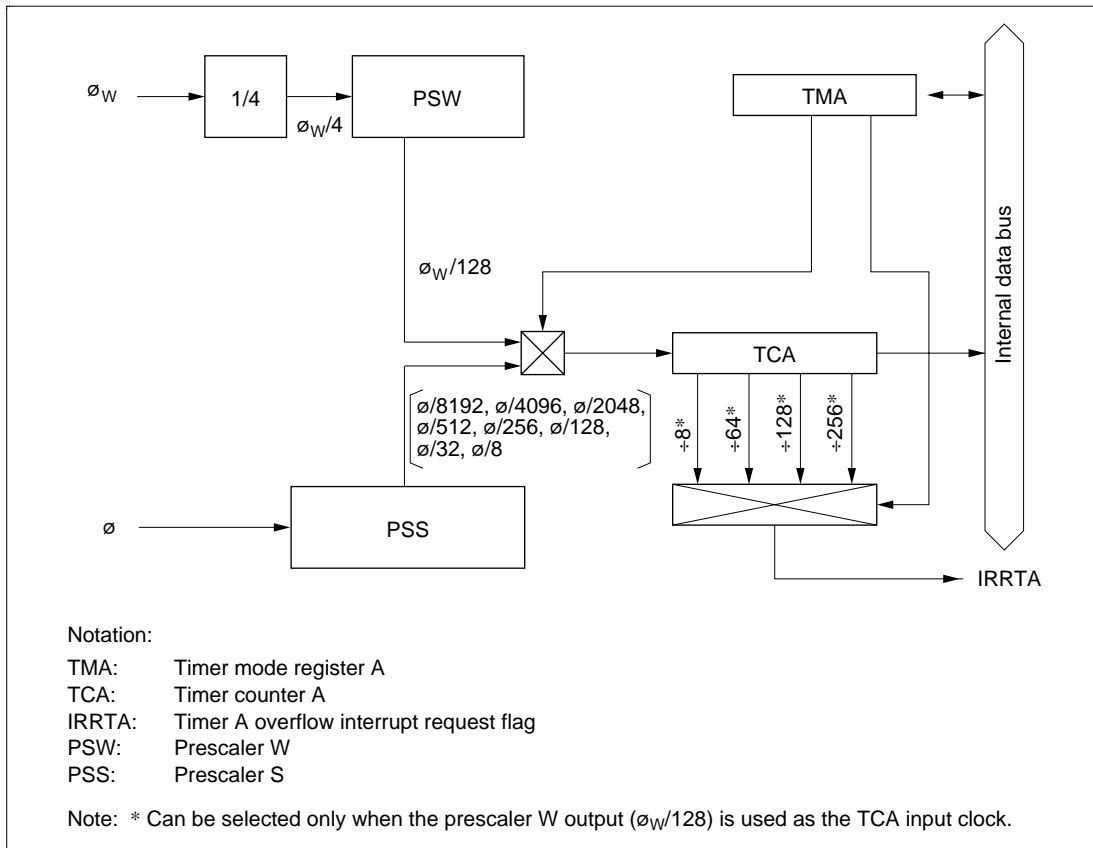 øW
1/4
øW/4
PSW
TMA
øW/128
Internal data bus
TCA
ø/8192, ø/4096, ø/2048,
ø/512, ø/256, ø/128,
ø/32, ø/8
÷8*
÷64*
÷128*
÷256*
ø
PSS
IRRTA
Notation:
TMA: Timer mode register A
TCA: Timer counter A
IRRTA: Timer A overflow interrupt request flag
PSW: Prescaler W
PSS: Prescaler S
Note: * Can be selected only when the prescaler W output (øW/128) is used as the TCA input clock.